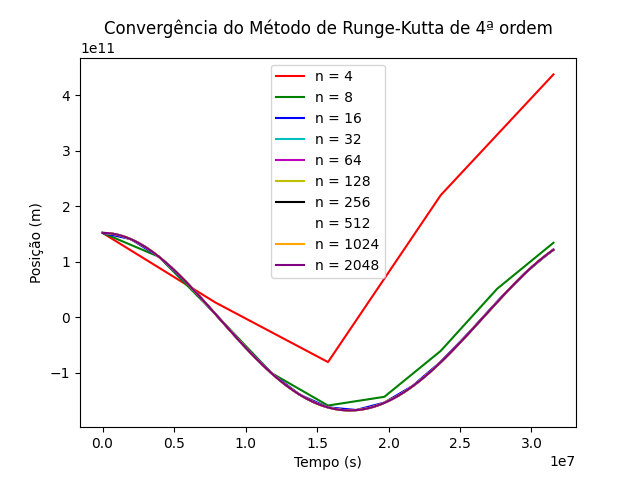 Convergência do Método de Runge-Kutta de 4ª ordem
1e11
n = 4
n = 8
n = 16
n = 32
n = 64
n = 128
n = 256
n = 512
n = 1024
n = 2048
4
3
2
1
0
−1
Posição (m)
0.0 0.5 1.0 1.5 2.0 2.5 3.0
Tempo (s)
1e7